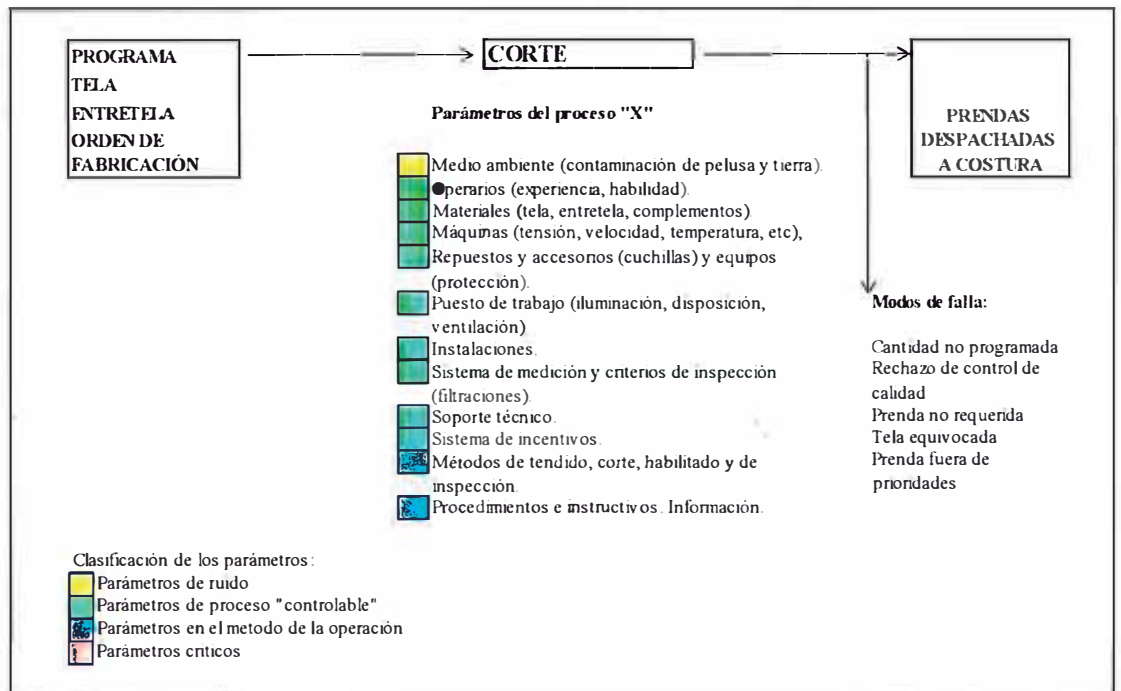 PROGRAMA
TELA
ENTRETELA
ORDEN DE
FABRICACIÓN
CORTE
PRENDAS
DESPACHADAS
A COSTURA
Parámetros del proceso "X"
Medio ambiente (contaminación de pelusa y tierra).
Operarios (experiencia, habilidad).
Materiales (tela, entretela, complementos).
Máquinas (tensión, velocidad, temperatura, etc),
Repuestos y accesorios (cuchillas) y equipos
(protección).
Puesto de trabajo (iluminación, disposición,
ventilación)
Instalaciones.
Sistema de medición y criterios de inspección
(filtraciones).
Soporte técnico.
Sistema de incentivos.
Métodos de tendido, corte, habilitado y de
inspección.
Procedimientos e instructivos. Información.
Modos de falla:
Cantidad no programada
Rechazo de control de
calidad
Prenda no requerida
Tela equivocada
Prenda fuera de
prioridades
Clasificación de los parámetros:
Parámetros de ruido
Parámetros de proceso "controlable"
Parámetros en el metodo de la operación
Parámetros criticos